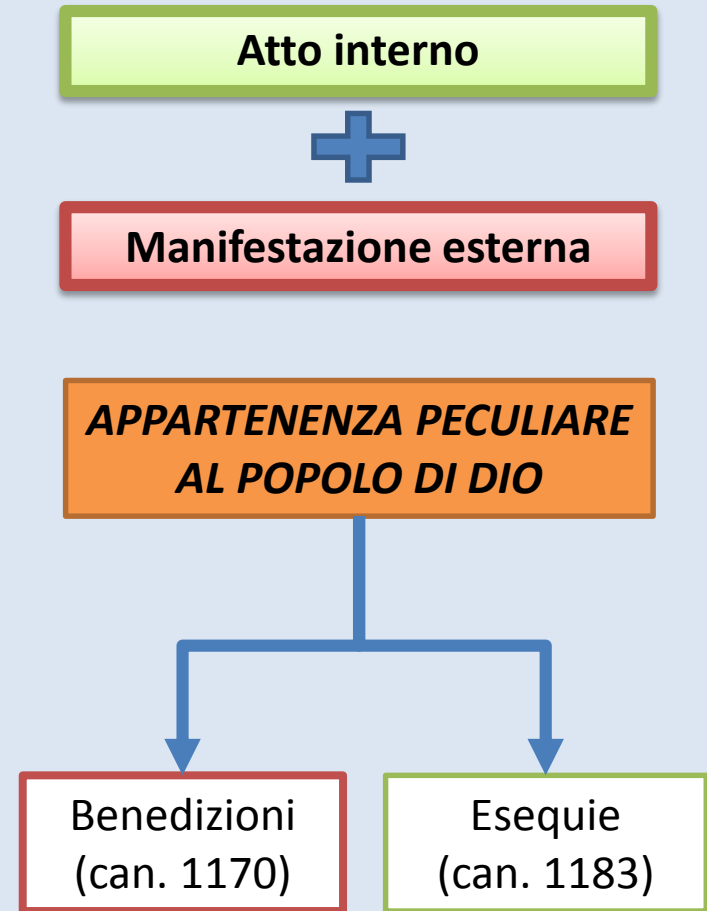 Atto interno
Manifestazione esterna
APPARTENENZA PECULIARE
AL POPOLO DI DIO
Benedizioni
(can. 1170)
Esequie
(can. 1183)